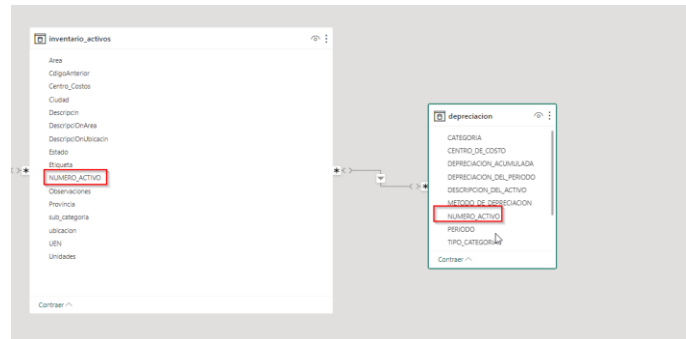 inventario_activos
Area
CdigoAnterior
Centro_Costos
Ciudad
Descripcin
DescripciOnArea
DescripciOnUbicacin
Estado
Etiqueta
NUMERO_ACTIVO
Observaciones
Provincia
sub_categoria
ubicacion
UEN
Unidades
Contraer
depreciacion
CATEGORIA
CENTRO_DE_COSTO
DEPRECIACION_ACUMULADA
DEPRECIACION_DEL_PERIODO
DESCRIPCION_DEL_ACTIVO
METODO_DE_DEPRECIACION
NUMERO_ACTIVO
PERIODO
TIPO_CATEGORIA
Contraer